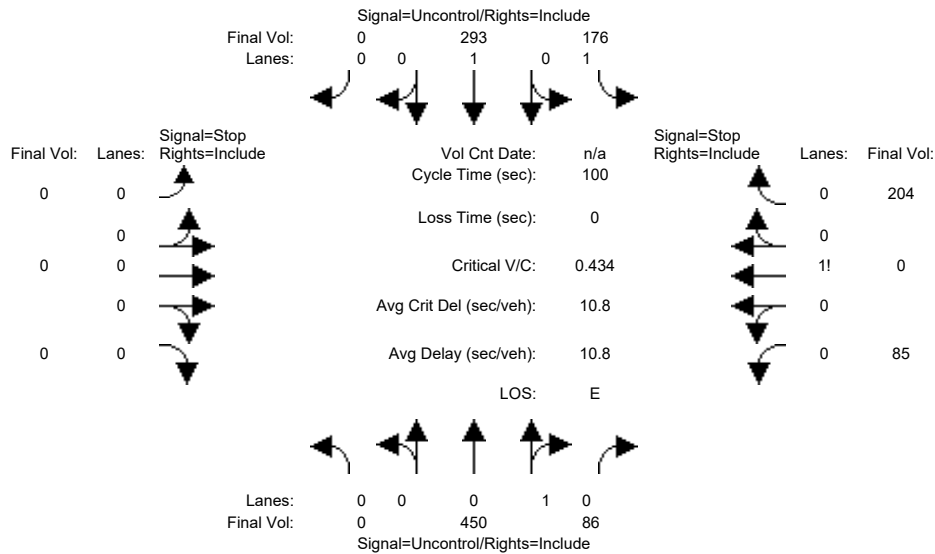 Signal=Uncontrol/Rights=Include
Final Vol: 0 293 176
Lanes: 0 0 1 0 1
Signal=Stop Signal=Stop
Final Vol: Lanes: Rights=Include Vol Cnt Date: n/a Rights=Include Lanes: Final Vol:
Cycle Time (sec): 100
0 0 0 204
Loss Time (sec): 0
0 0
0 0 Critical V/C: 0.434 1! 0
0 Avg Crit Del (sec/veh): 10.8 0
0 0 Avg Delay (sec/veh): 10.8 0 85
LOS: E
Lanes: 0 0 0 1 0
Final Vol: 0 450 86
Signal=Uncontrol/Rights=Include